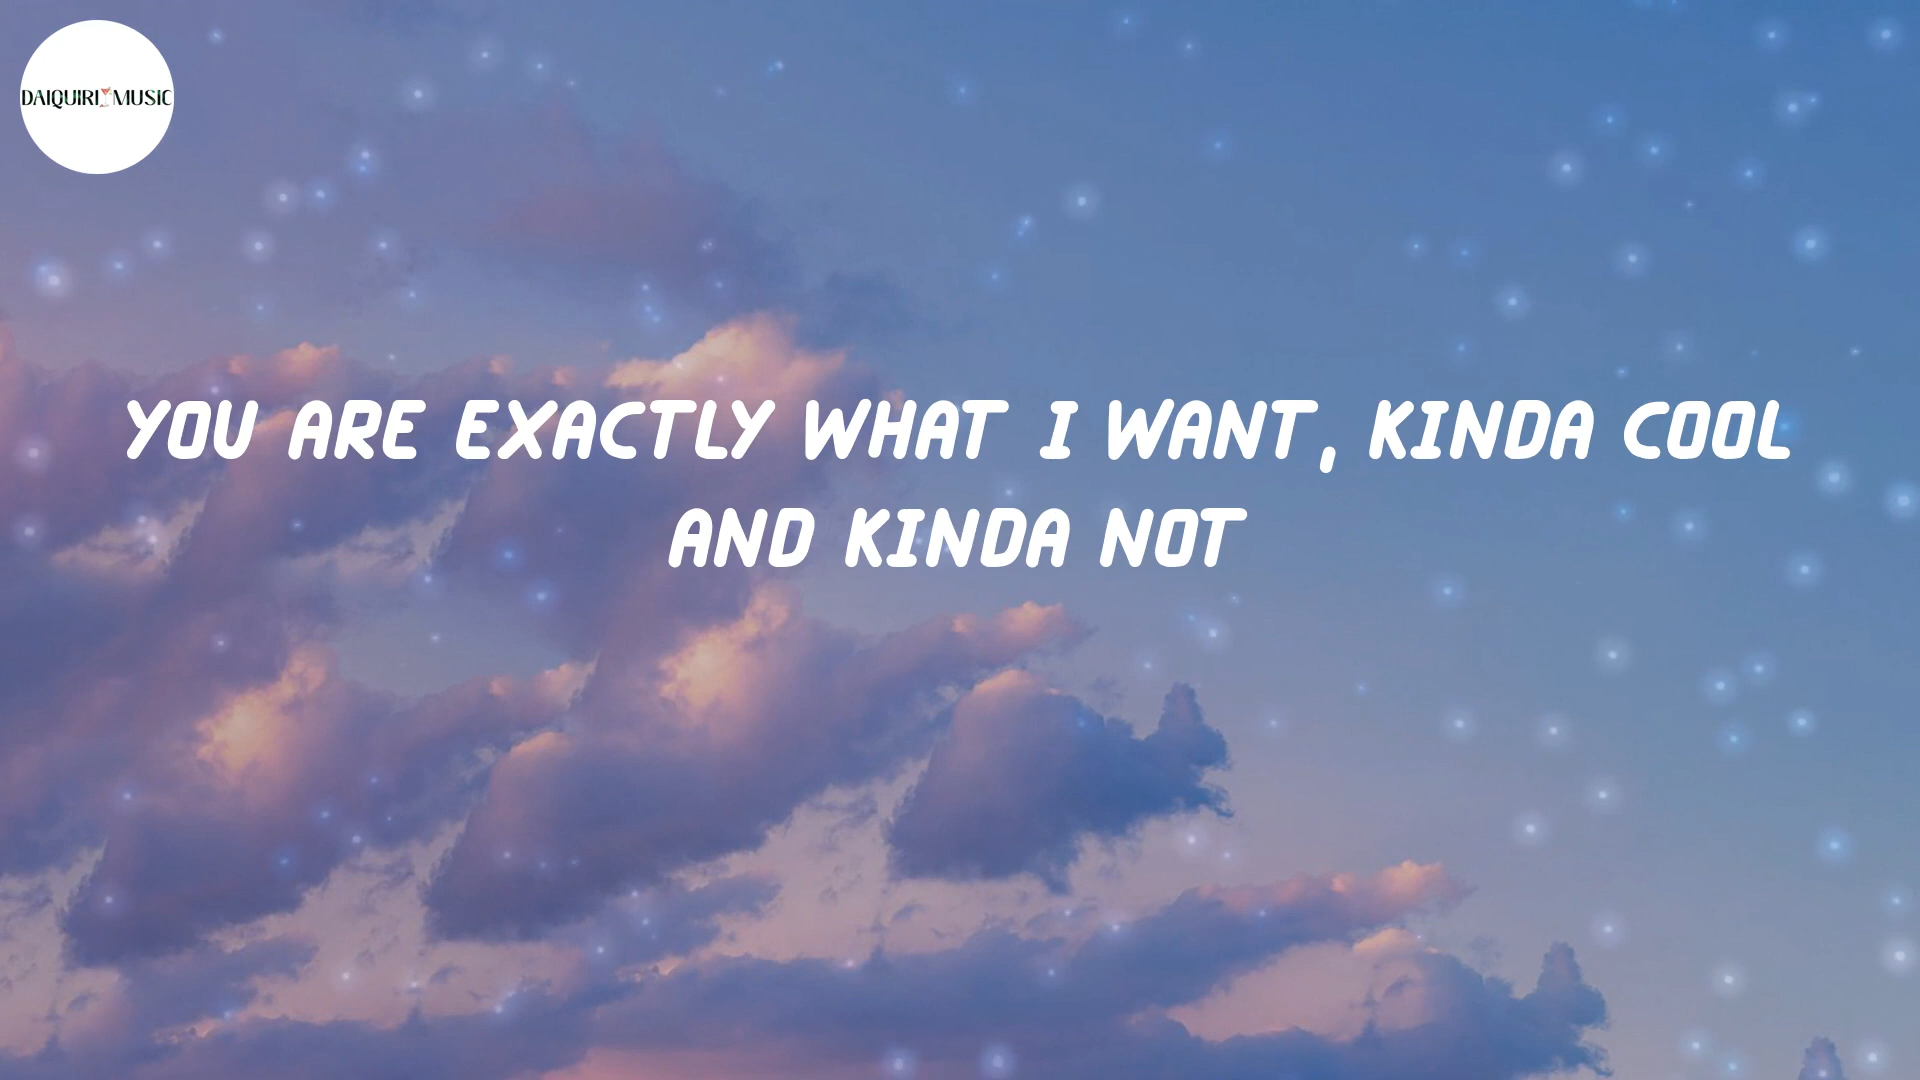 DAIQUIRI MUSIC
YOU ARE EXACTLY WHAT I WANT, KINDA COOL
AND KINDA NOT